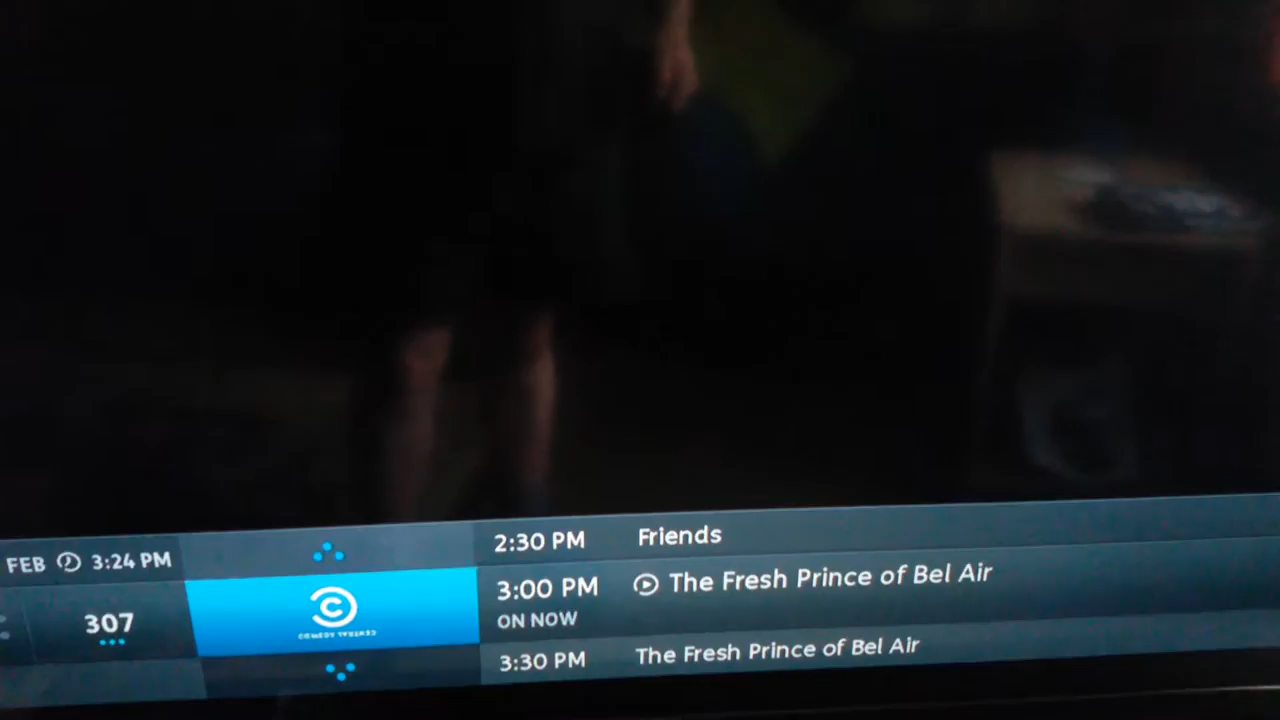 2:30 PM Friends
FEB 3:24 PM
3:00 PM The Fresh Prince of Bel Air
307
ON NOW
3:30 PM The Fresh Prince of Bel Air